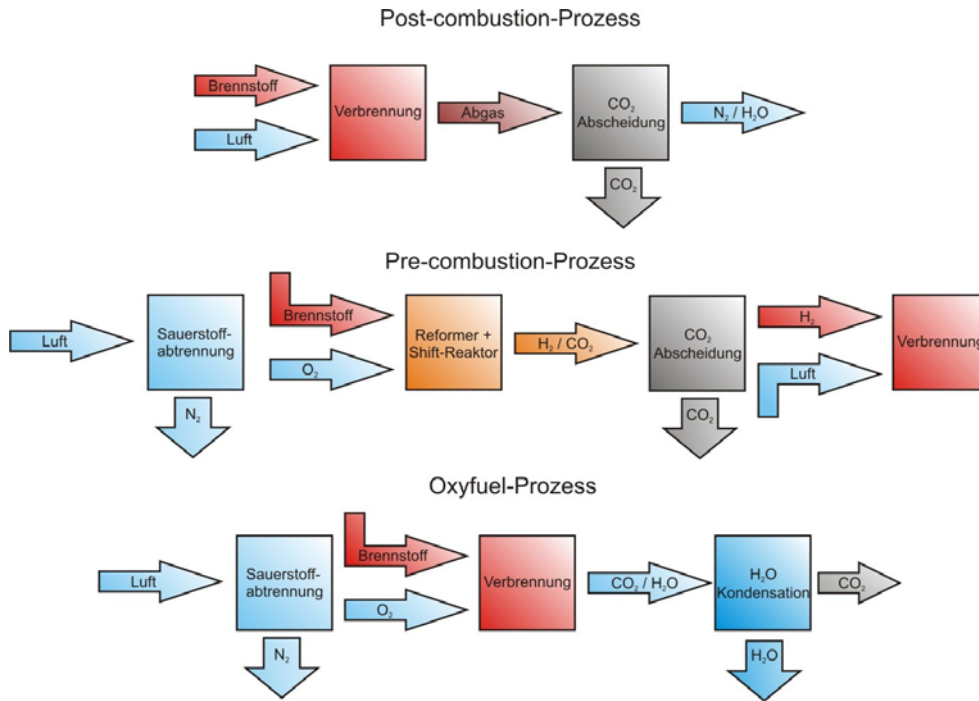 Post-combustion-Prozess
Brennstoff
Luft
Verbrennung
Abgas
CO₂
Abscheidung
N₂ / H₂O
CO₂
Pre-combustion-Prozess
Luft
Sauerstoff-
abtrennung
N₂
Brennstoff
O₂
Reformer +
Shift-Reaktor
H₂ / CO₂
CO₂
Abscheidung
CO₂
H₂
Luft
Verbrennung
Oxyfuel-Prozess
Luft
Sauerstoff-
abtrennung
N₂
Brennstoff
O₂
Verbrennung
CO₂ / H₂O
H₂O
Kondensation
H₂O
CO₂